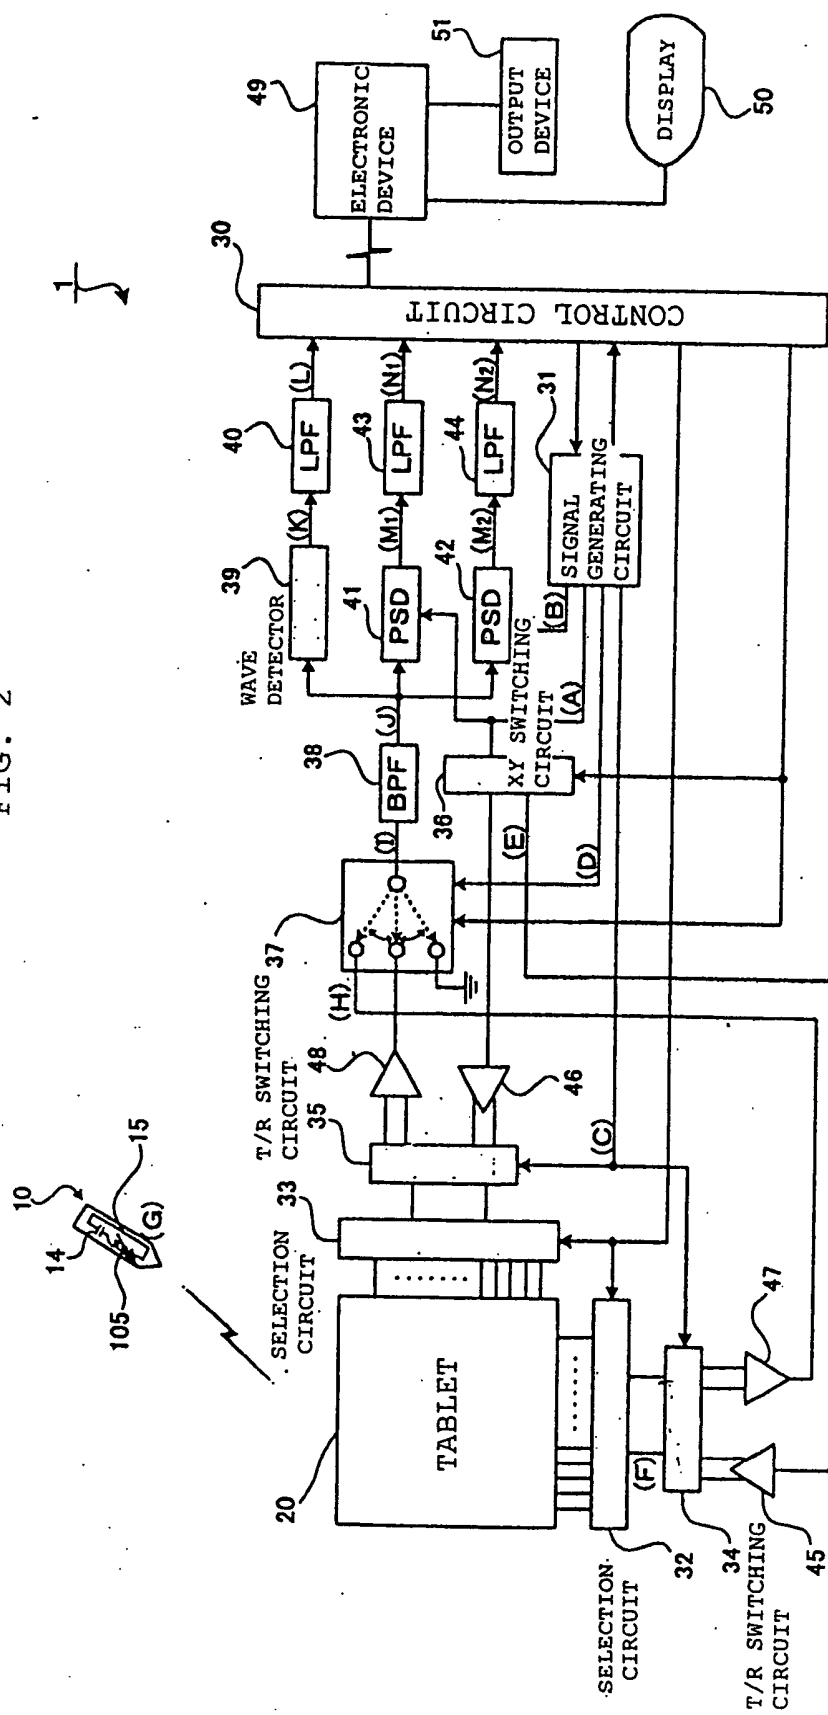 FIG. 2
1
10
14
15
(G)
105
20
TABLET
SELECTION
CIRCUIT
33
T/R SWITCHING
CIRCUIT
35
48
46
(H)
37
(I)
38
BPF
(J)
WAVE
DETECTOR
39
(K)
40
LPF
(L)
41
PSD
(M1)
43
LPF
(N1)
42
PSD
(M2)
44
LPF
(N2)
30
CONTROL CIRCUIT
49
ELECTRONIC
DEVICE
51
OUTPUT
DEVICE
DISPLAY
50
36
XY SWITCHING
CIRCUIT
(E)
(A)
(B)
31
SIGNAL
GENERATING
CIRCUIT
(D)
(C)
SELECTION
CIRCUIT
32
(F)
34
T/R SWITCHING
CIRCUIT
45
47